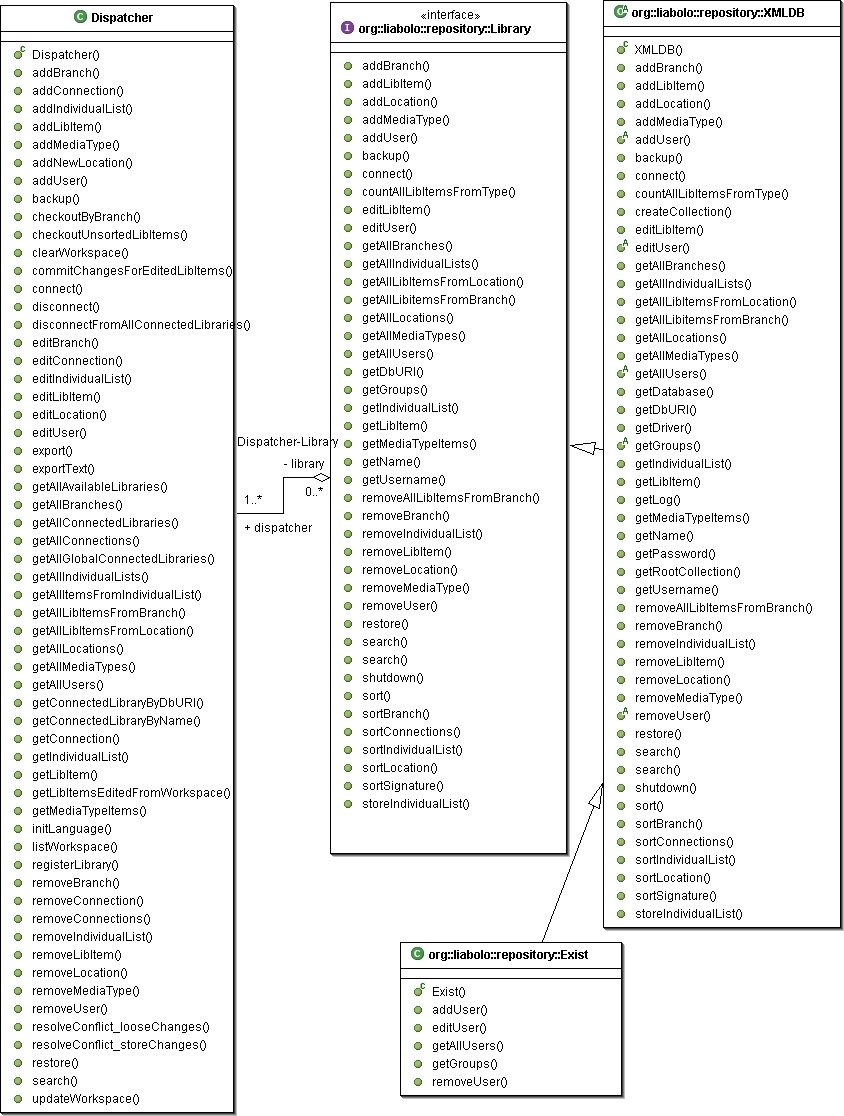 Dispatcher
Dispatcher()
addBranch()
addConnection()
addIndividualList()
addLibItem()
addMediaType()
addNewLocation()
addUser()
backup()
checkoutByBranch()
checkoutUnsortedLibItems()
clearWorkspace()
commitChangesForEditedLibItems()
connect()
disconnect()
disconnectFromAllConnectedLibraries()
editBranch()
editConnection()
editIndividualList()
editLibItem()
editLocation()
editUser()
export()
exportText()
getAllAvailableLibraries()
getAllBranches()
getAllConnectedLibraries()
getAllConnections()
getAllGlobalConnectedLibraries()
getAllIndividualLists()
getAllItemsFromIndividualList()
getAllLibItemsFromBranch()
getAllLibItemsFromLocation()
getAllLocations()
getAllMediaTypes()
getAllUsers()
getConnectedLibraryByDbURI()
getConnectedLibraryByName()
getConnection()
getIndividualList()
getLibItem()
getLibItemsEditedFromWorkspace()
getMediaTypeItems()
initLanguage()
listWorkspace()
registerLibrary()
removeBranch()
removeConnection()
removeConnections()
removeIndividualList()
removeLibItem()
removeLocation()
removeMediaType()
removeUser()
resolveConflict_looseChanges()
resolveConflict_storeChanges()
restore()
search()
updateWorkspace()
Dispatcher-Library
- library
0..*
1..*
+ dispatcher
«interface»
org::liabolo::repository::Library
addBranch()
addLibItem()
addLocation()
addMediaType()
addUser()
backup()
connect()
countAllLibItemsFromType()
editLibItem()
editUser()
getAllBranches()
getAllIndividualLists()
getAllLibItemsFromLocation()
getAllLibitemsFromBranch()
getAllLocations()
getAllMediaTypes()
getAllUsers()
getDbURI()
getGroups()
getIndividualList()
getLibItem()
getMediaTypeItems()
getName()
getUsername()
removeAllLibItemsFromBranch()
removeBranch()
removeIndividualList()
removeLibItem()
removeLocation()
removeMediaType()
removeUser()
restore()
search()
search()
shutdown()
sort()
sortBranch()
sortConnections()
sortIndividualList()
sortLocation()
sortSignature()
storeIndividualList()
org::liabolo::repository::XMLDB
XMLDB()
addBranch()
addLibItem()
addLocation()
addMediaType()
addUser()
backup()
connect()
countAllLibItemsFromType()
createCollection()
editLibItem()
editUser()
getAllBranches()
getAllIndividualLists()
getAllLibItemsFromLocation()
getAllLibitemsFromBranch()
getAllLocations()
getAllMediaTypes()
getAllUsers()
getDatabase()
getDbURI()
getDriver()
getGroups()
getIndividualList()
getLibItem()
getLog()
getMediaTypeItems()
getName()
getPassword()
getRootCollection()
getUsername()
removeAllLibItemsFromBranch()
removeBranch()
removeIndividualList()
removeLibItem()
removeLocation()
removeMediaType()
removeUser()
restore()
search()
search()
shutdown()
sort()
sortBranch()
sortConnections()
sortIndividualList()
sortLocation()
sortSignature()
storeIndividualList()
org::liabolo::repository::Exist
Exist()
addUser()
editUser()
getAllUsers()
getGroups()
removeUser()